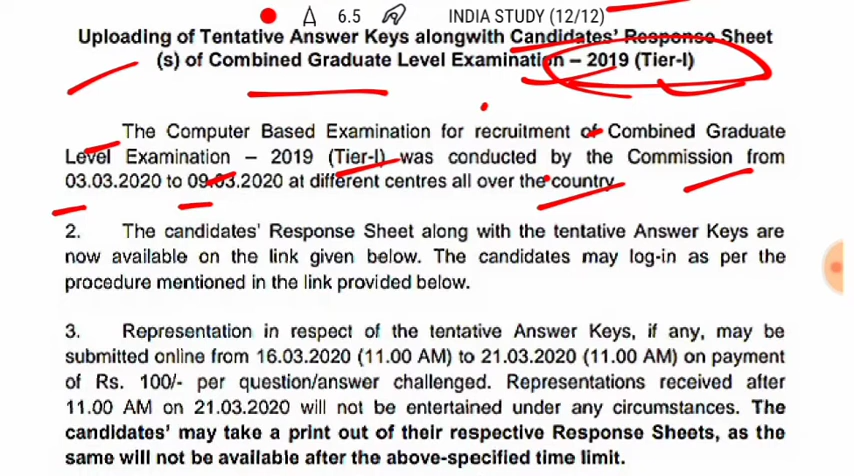 6.5 INDIA STUDY (12/12)
Uploading of Tentative Answer Keys alongwith Candidates' Response Sheet
(s) of Combined Graduate Level Examination – 2019 (Tier-I)
The Computer Based Examination for recruitment of Combined Graduate
Level Examination – 2019 (Tier-I) was conducted by the Commission from
03.03.2020 to 09.03.2020 at different centres all over the country
2. The candidates' Response Sheet along with the tentative Answer Keys are
now available on the link given below. The candidates may log-in as per the
procedure mentioned in the link provided below.
3. Representation in respect of the tentative Answer Keys, if any, may be
submitted online from 16.03.2020 (11.00 AM) to 21.03.2020 (11.00 AM) on payment
of Rs. 100/- per question/answer challenged. Representations received after
11.00 AM on 21.03.2020 will not be entertained under any circumstances. The
candidates' may take a print out of their respective Response Sheets, as the
same will not be available after the above-specified time limit.